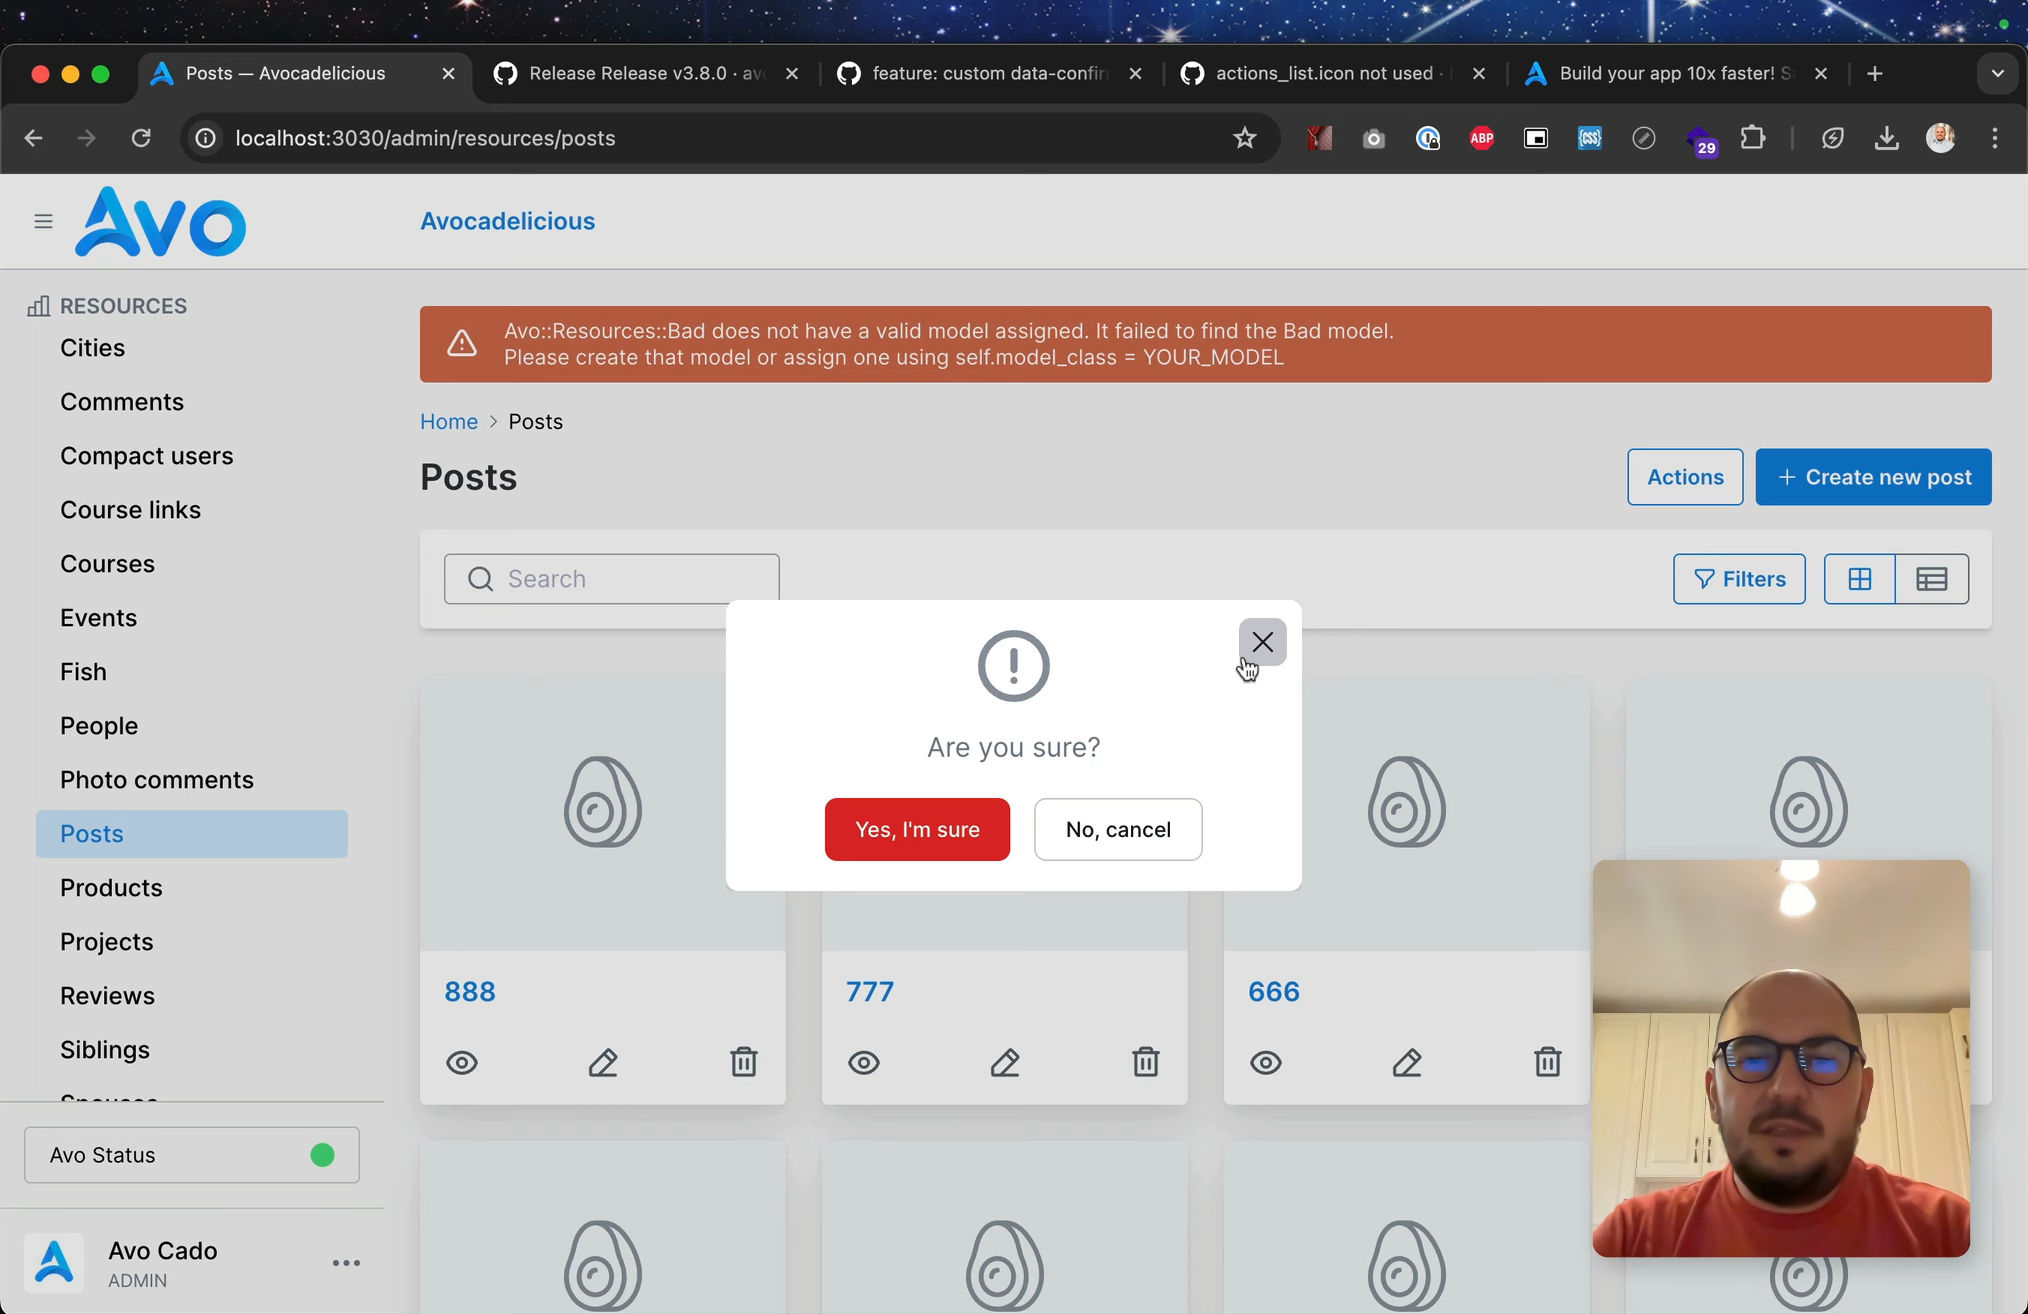 Posts — Avocadelicious
Release Release v3.8.0 · av
feature: custom data-confir
actions_list.icon not used ·
Build your app 10x faster! S
localhost:3030/admin/resources/posts
ABP
{css}
29
Avo
Avocadelicious
RESOURCES
Cities
Comments
Compact users
Course links
Courses
Events
Fish
People
Photo comments
Posts
Products
Projects
Reviews
Siblings
Avo Status
Avo Cado
ADMIN
Avo::Resources::Bad does not have a valid model assigned. It failed to find the Bad model.
Please create that model or assign one using self.model_class = YOUR_MODEL
Home > Posts
Posts
Actions
+ Create new post
Search
Filters
Are you sure?
Yes, I'm sure
No, cancel
888
777
666